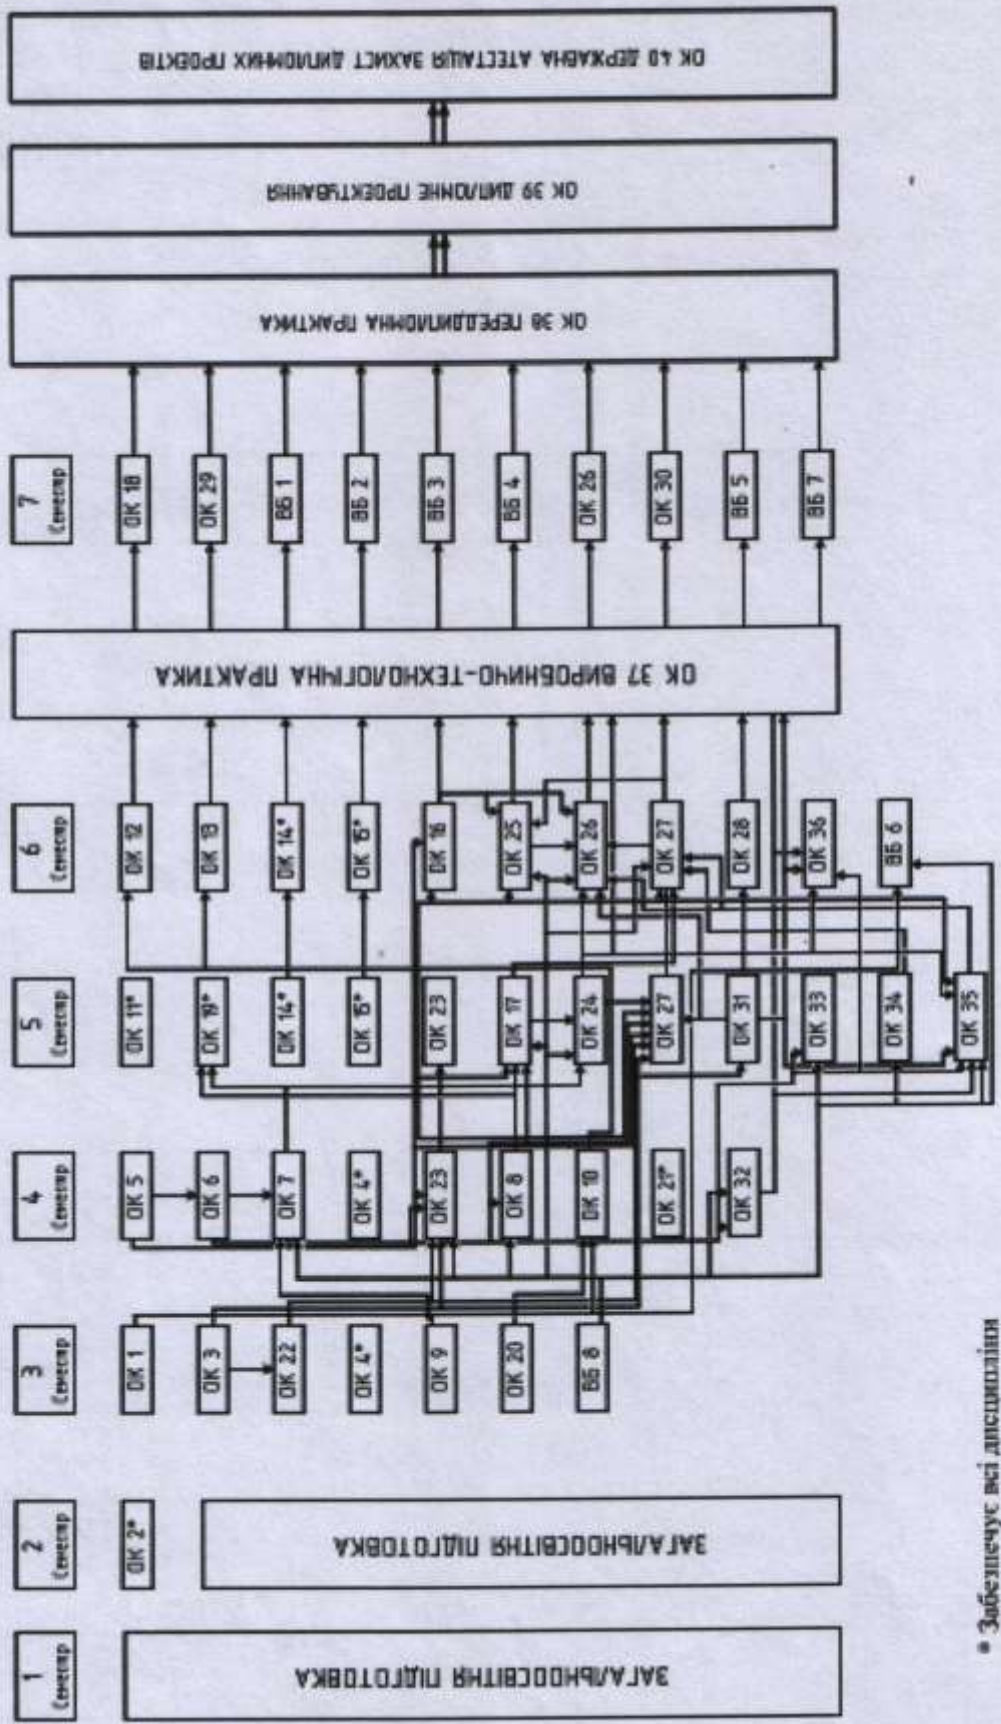 1
Семестр
ЗАГАЛЬНООСВІТНЯ ПІДГОТОВКА
2
Семестр
ОК 2*
ЗАГАЛЬНООСВІТНЯ ПІДГОТОВКА
3
Семестр
ОК 1
ОК 3
ОК 22
ОК 4*
ОК 9
ОК 20
ВБ 8
4
Семестр
ОК 5
ОК 6
ОК 7
ОК 4*
ОК 23
ОК 8
ОК 10
ОК 21*
ОК 32
5
Семестр
ОК 11*
ОК 19*
ОК 14*
ОК 15*
ОК 23
ОК 17
ОК 24
ОК 27
ОК 31
ОК 33
ОК 34
ОК 35
6
Семестр
ОК 12
ОК 13
ОК 14*
ОК 15*
ОК 16
ОК 25
ОК 26
ОК 27
ОК 28
ОК 36
ВБ 6
ОК 37 ВИРОБНИЧО-ТЕХНОЛОГІЧНА ПРАКТИКА
7
Семестр
ОК 18
ОК 29
ВБ 1
ВБ 2
ВБ 3
ВБ 4
ОК 26
ОК 30
ВБ 5
ВБ 7
ОК 38 ПЕРЕДДИПЛОМНА ПРАКТИКА
ОК 39 ДИПЛОМНЕ ПРОЕКТУВАННЯ
ОК 40 ДЕРЖАВНА АТЕСТАЦІЯ ЗАХИСТ ДИПЛОМНИХ ПРОЕКТІВ
* Забезпечує всі дисципліни